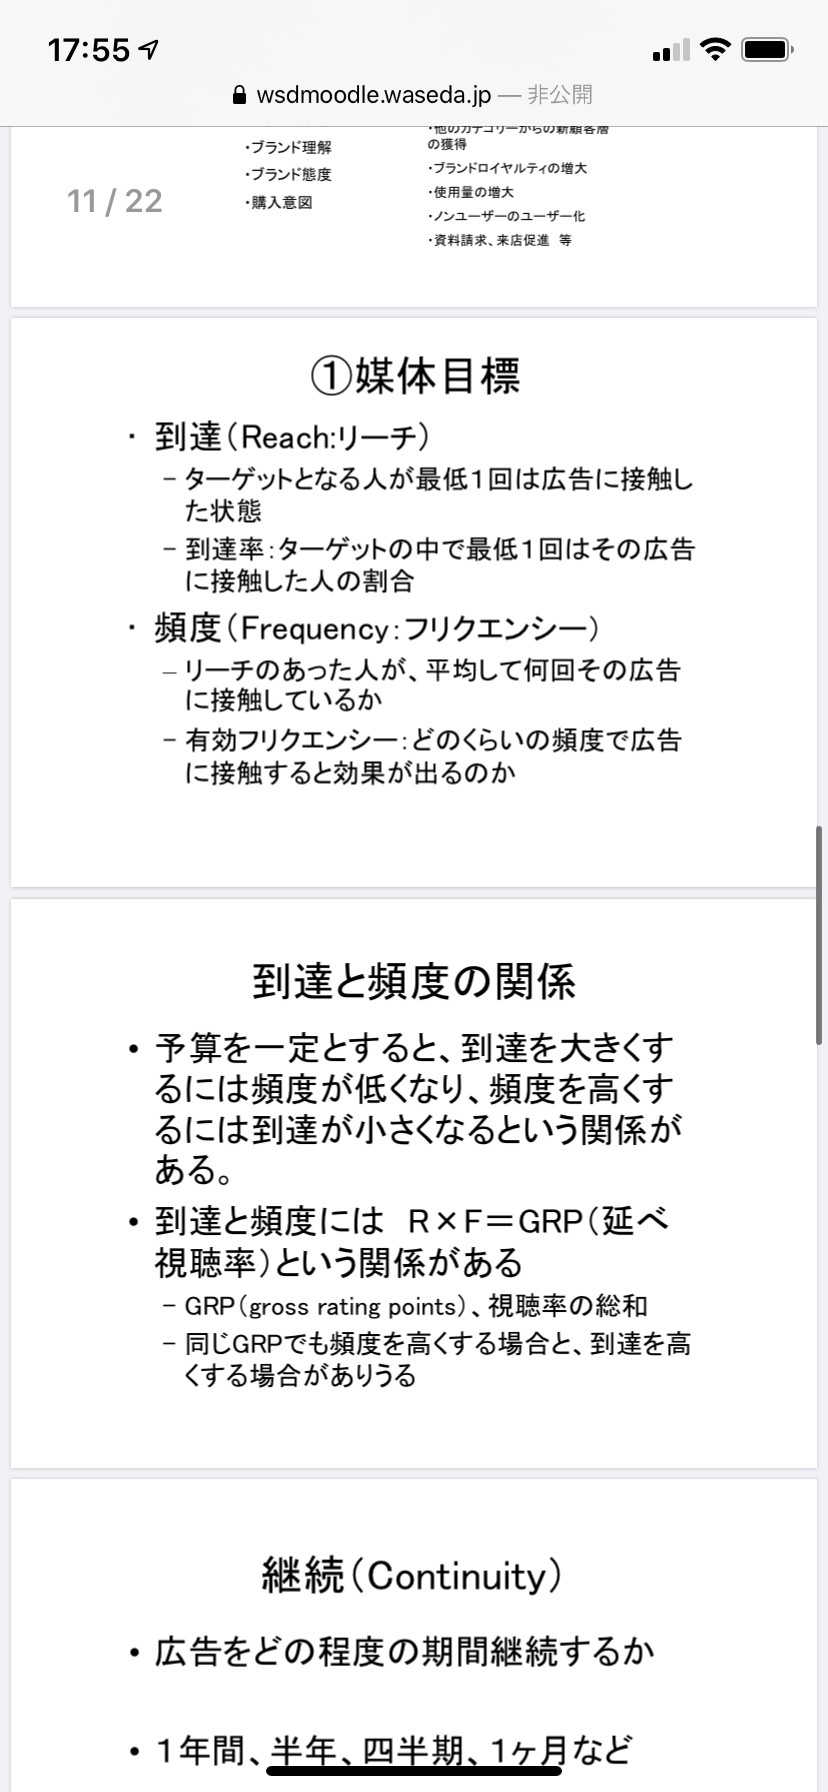 17:55
wsdmoodle.waseda.jp — 非公開
11 / 22
・ブランド理解
・ブランド態度
・購入意図
・他のカテゴリーからの新顧客層
の獲得
・ブランドロイヤルティの増大
・使用量の増大
・ノンユーザーのユーザー化
・資料請求、来店促進 等
①媒体目標
・ 到達（Reach:リーチ）
– ターゲットとなる人が最低1回は広告に接触し
た状態
– 到達率：ターゲットの中で最低1回はその広告
に接触した人の割合
・ 頻度（Frequency：フリクエンシー）
– リーチのあった人が、平均して何回その広告
に接触しているか
– 有効フリクエンシー：どのくらいの頻度で広告
に接触すると効果が出るのか
到達と頻度の関係
• 予算を一定とすると、到達を大きくす
るには頻度が低くなり、頻度を高くす
るには到達が小さくなるという関係が
ある。
• 到達と頻度には R×F＝GRP（延べ
視聴率）という関係がある
– GRP（gross rating points）、視聴率の総和
– 同じGRPでも頻度を高くする場合と、到達を高
くする場合がありうる
継続（Continuity）
• 広告をどの程度の期間継続するか
• 1年間、半年、四半期、1ヶ月など